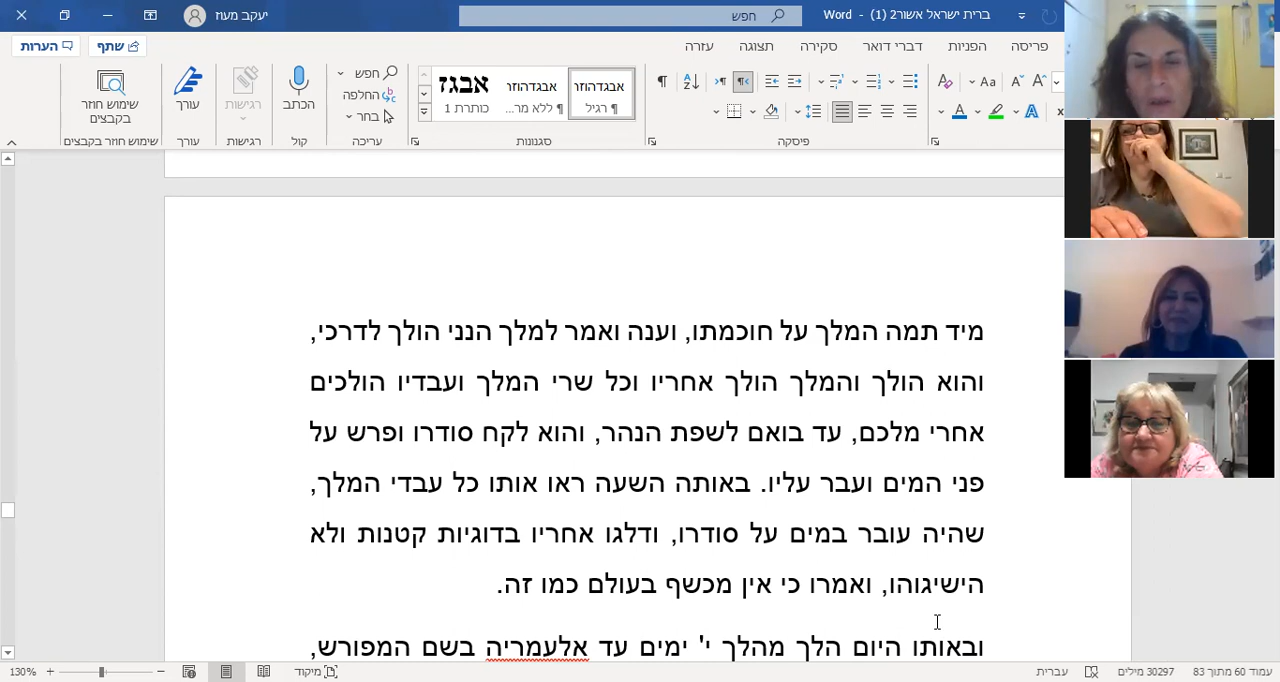 יעקב מעוז
חפש
ברית ישראל אשור2 (1) - Word
הערות
שתף
פריסה
הפניות
דברי דואר
סקירה
תצוגה
עזרה
שימוש חוזר בקבצים
עורך
רגישות
הכתב
חפש
החלפה
בחר
אבגז
כותרת 1
אבגדהוזר
¶ ללא מר...
אבגדהוזר
¶ רגיל
שימוש חוזר בקבצים
עורך
רגישות
קול
עריכה
סגנונות
פיסקה
מיד תמה המלך על חוכמתו, וענה ואמר למלך הנני הולך לדרכי,
והוא הולך והמלך הולך אחריו וכל שרי המלך ועבדיו הולכים
אחרי מלכם, עד בואם לשפת הנהר, והוא לקח סודרו ופרש על
פני המים ועבר עליו. באותה השעה ראו אותו כל עבדי המלך,
שהיה עובר במים על סודרו, ודלגו אחריו בדוגיות קטנות ולא
הישיגוהו, ואמרו כי אין מכשף בעולם כמו זה.
ובאותו היום הלך מהלך י' ימים עד אלעמריה בשם המפורש,
עמוד 60 מתוך 83
30297 מילים
עברית
מיקוד
130%